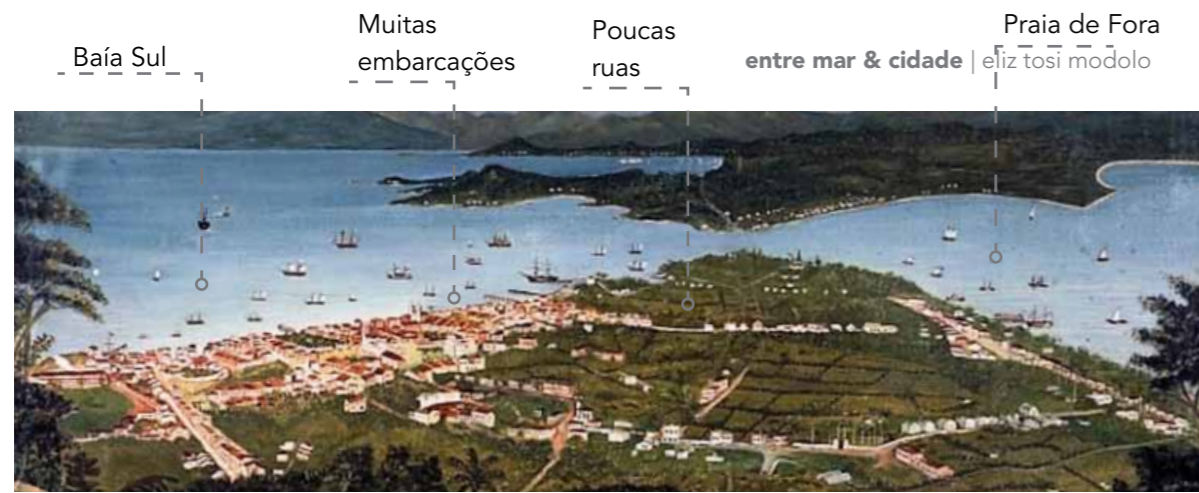 Baía Sul
Muitas
embarcações
Poucas
ruas
Praia de Fora
entre mar & cidade | eliz tosi modolo